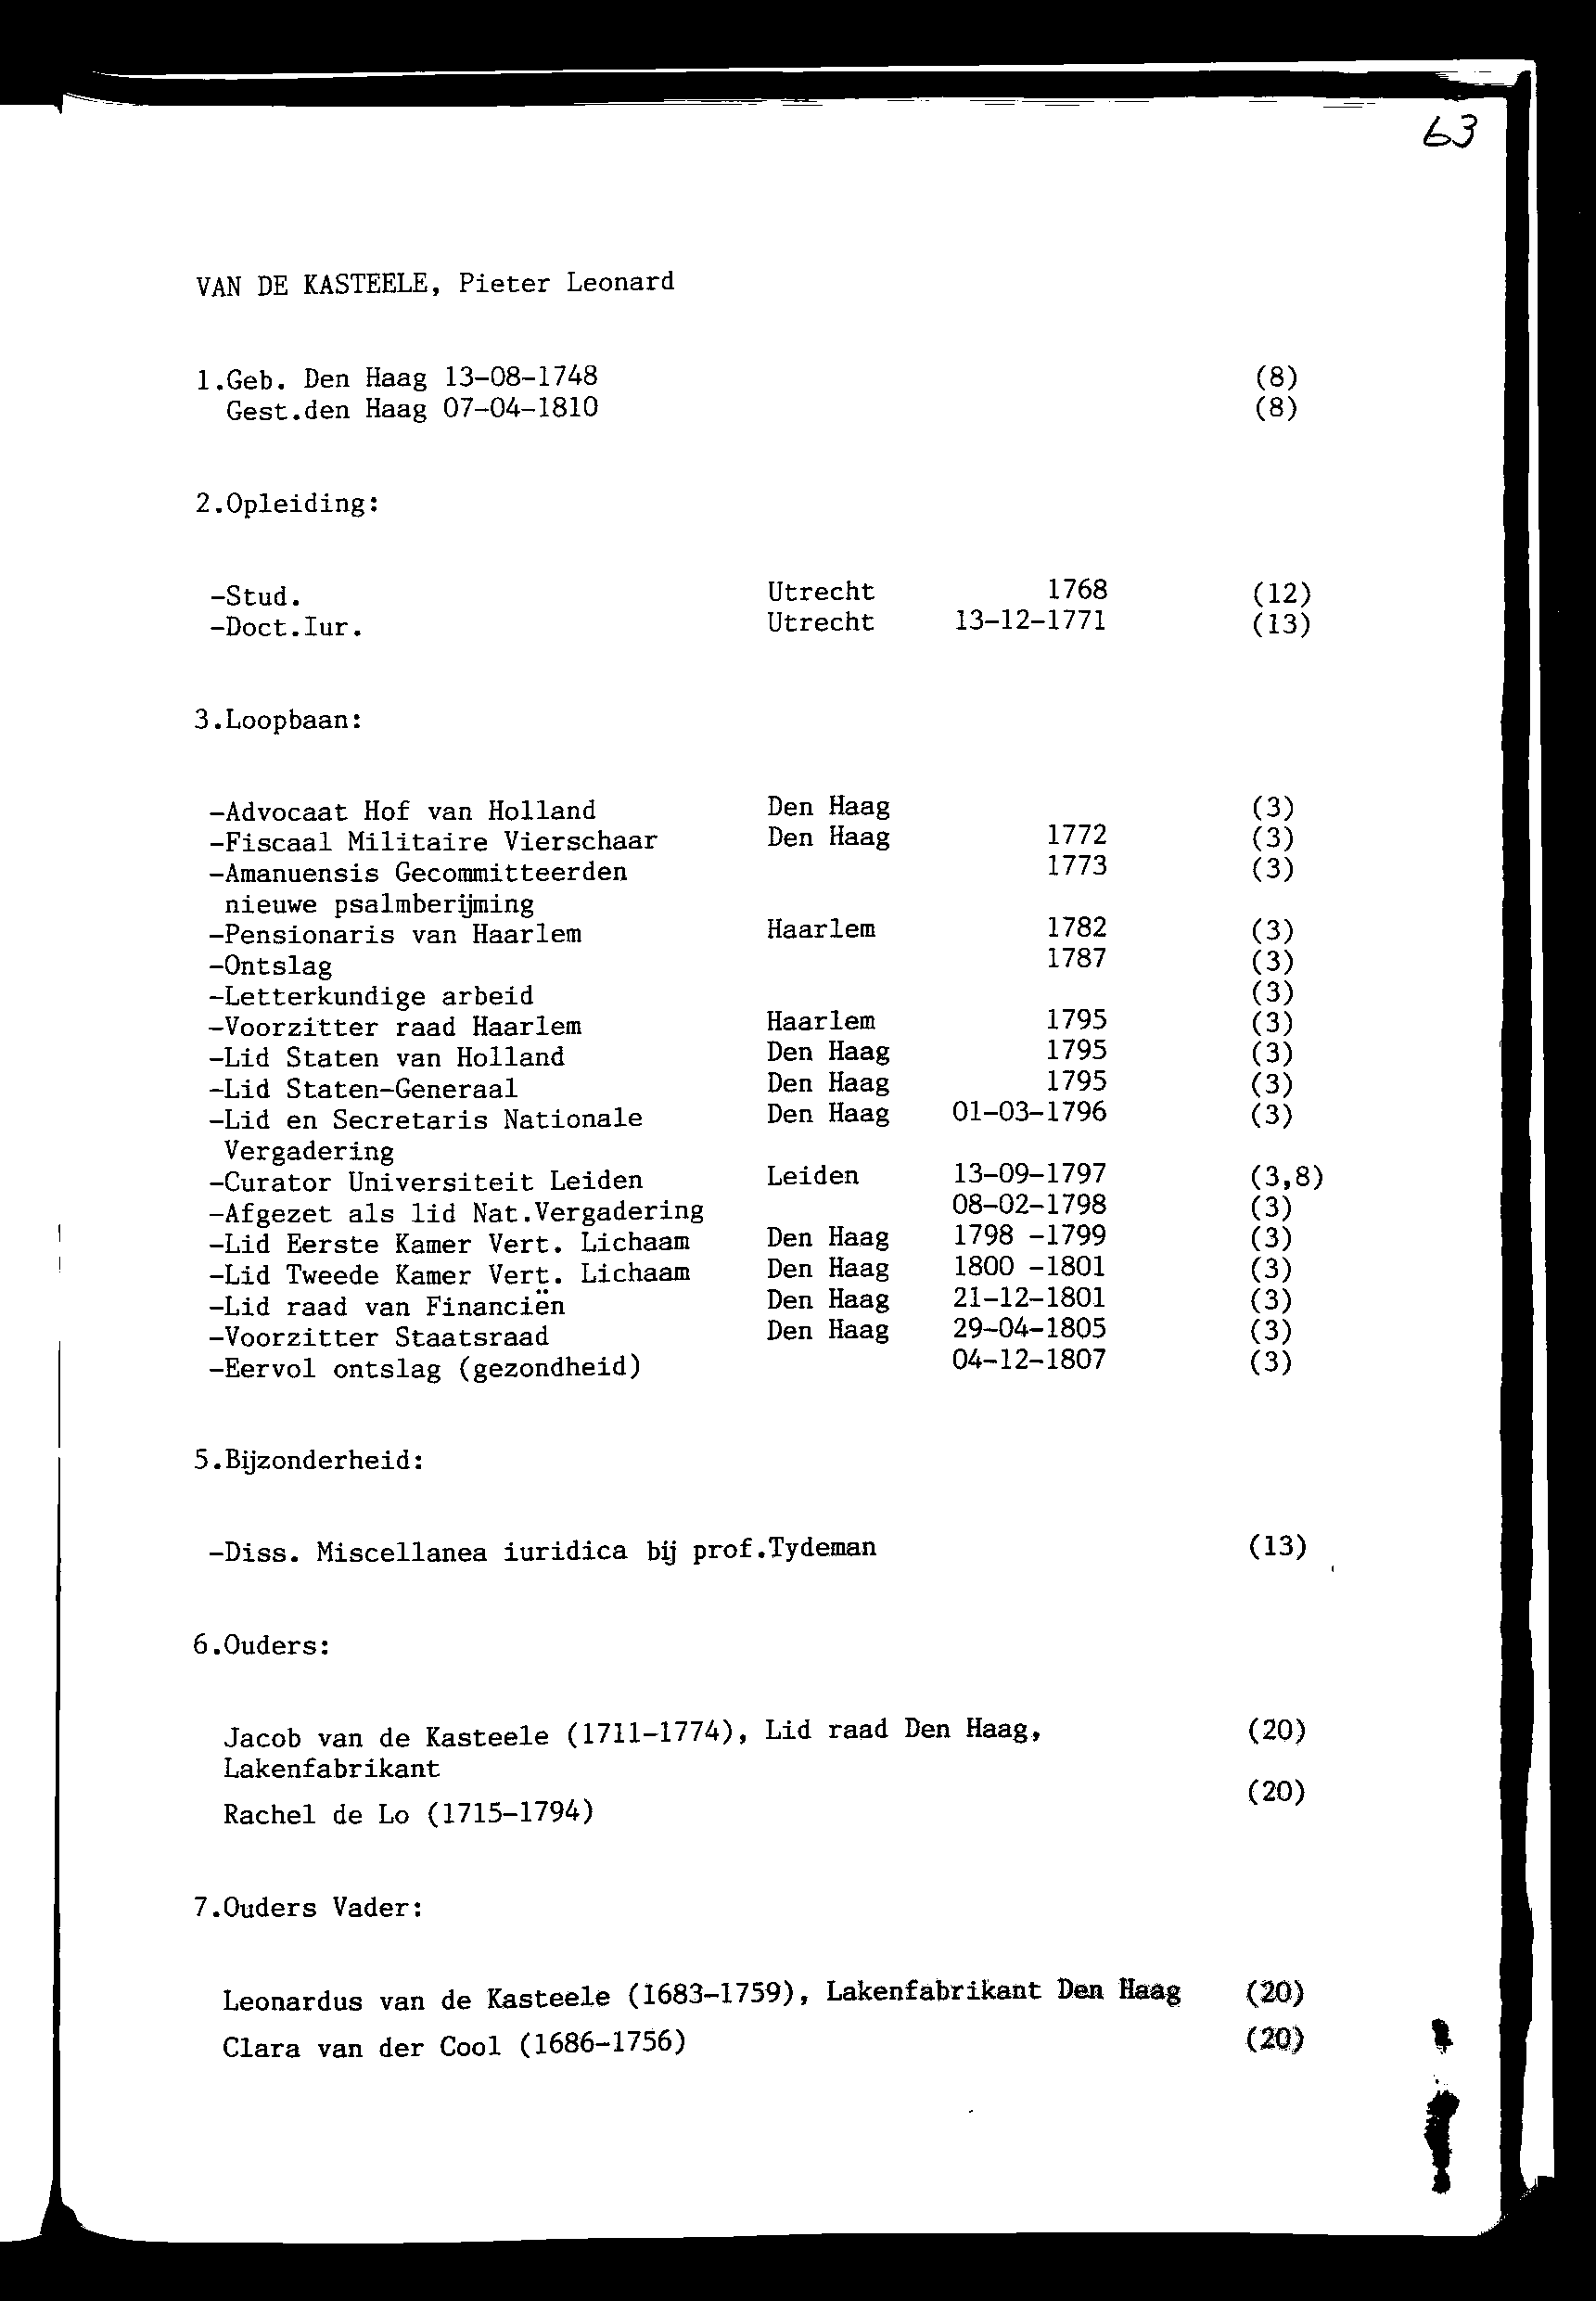 63
VAN DE KASTEELE, Pieter Leonard
1.Geb. Den Haag 13-08-1748 (8)
Gest.den Haag 07-04-1810 (8)
2.Opleiding:
-Stud. Utrecht 1768 (12)
-Doct.Iur. Utrecht 13-12-1771 (13)
3.Loopbaan:
-Advocaat Hof van Holland Den Haag (3)
-Fiscaal Militaire Vierschaar Den Haag 1772 (3)
-Amanuensis Gecommitteerden 1773 (3)
nieuwe psalmberijming
-Pensionaris van Haarlem Haarlem 1782 (3)
-Ontslag 1787 (3)
-Letterkundige arbeid (3)
-Voorzitter raad Haarlem Haarlem 1795 (3)
-Lid Staten van Holland Den Haag 1795 (3)
-Lid Staten-Generaal Den Haag 1795 (3)
-Lid en Secretaris Nationale Den Haag 01-03-1796 (3)
Vergadering
-Curator Universiteit Leiden Leiden 13-09-1797 (3,8)
-Afgezet als lid Nat.Vergadering 08-02-1798 (3)
-Lid Eerste Kamer Vert. Lichaam Den Haag 1798 -1799 (3)
-Lid Tweede Kamer Vert. Lichaam Den Haag 1800 -1801 (3)
-Lid raad van Financiën Den Haag 21-12-1801 (3)
-Voorzitter Staatsraad Den Haag 29-04-1805 (3)
-Eervol ontslag (gezondheid) 04-12-1807 (3)
5.Bijzonderheid:
-Diss. Miscellanea iuridica bij prof.Tydeman (13)
6.Ouders:
Jacob van de Kasteele (1711-1774), Lid raad Den Haag, (20)
Lakenfabrikant
Rachel de Lo (1715-1794) (20)
7.Ouders Vader:
Leonardus van de Kasteele (1683-1759), Lakenfabrikant Den Haag (20)
Clara van der Cool (1686-1756) (20)